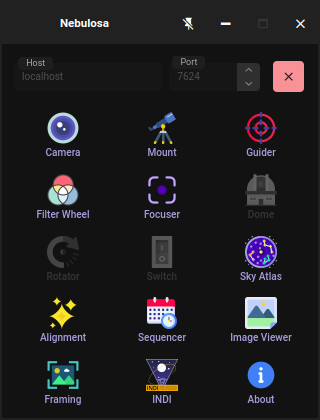 Nebulosa
Host
Port
localhost
7624
Camera
Mount
Guider
Filter Wheel
Focuser
Dome
Rotator
Switch
Sky Atlas
Alignment
Sequencer
Image Viewer
INDI
Framing
INDI
About